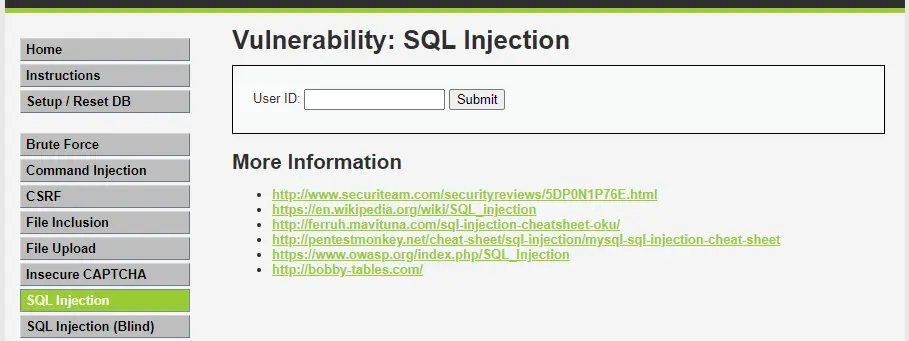 Home
Instructions
Setup / Reset DB
Brute Force
Command Injection
CSRF
File Inclusion
File Upload
Insecure CAPTCHA
SQL Injection
SQL Injection (Blind)
Vulnerability: SQL Injection
User ID: Submit
More Information
http://www.securiteam.com/securityreviews/5DP0N1P76E.html
https://en.wikipedia.org/wiki/SQL_injection
http://ferruh.mavituna.com/sql-injection-cheatsheet-oku/
http://pentestmonkey.net/cheat-sheet/sql-injection/mysql-sql-injection-cheat-sheet
https://www.owasp.org/index.php/SQL_Injection
http://bobby-tables.com/